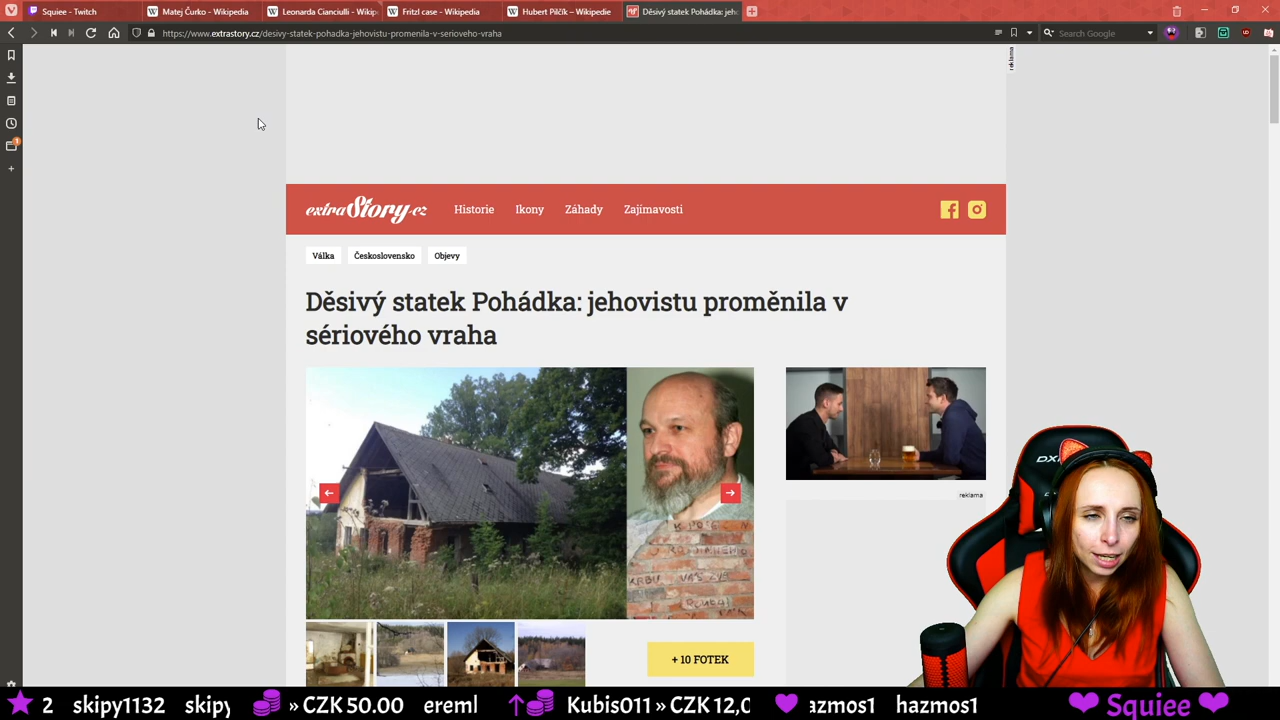 Squiee - Twitch
Matej Čurko - Wikipedia
Leonarda Cianciulli - Wikip
Fritzl case - Wikipedia
Hubert Pilčík – Wikipedie
Děsivý statek Pohádka: jeh
https://www.extrastory.cz/desivy-statek-pohadka-jehovistu-promenila-v-serioveho-vraha
Search Google
reklama
extraStory.cz
Historie
Ikony
Záhady
Zajímavosti
Válka
Československo
Objevy
Děsivý statek Pohádka: jehovistu proměnila v
sériového vraha
reklama
+ 10 FOTEK
2 skipy1132 skipy » CZK 50.00 ereml Kubis011 » CZK 12,0 azmos1 hazmos1 Squiee